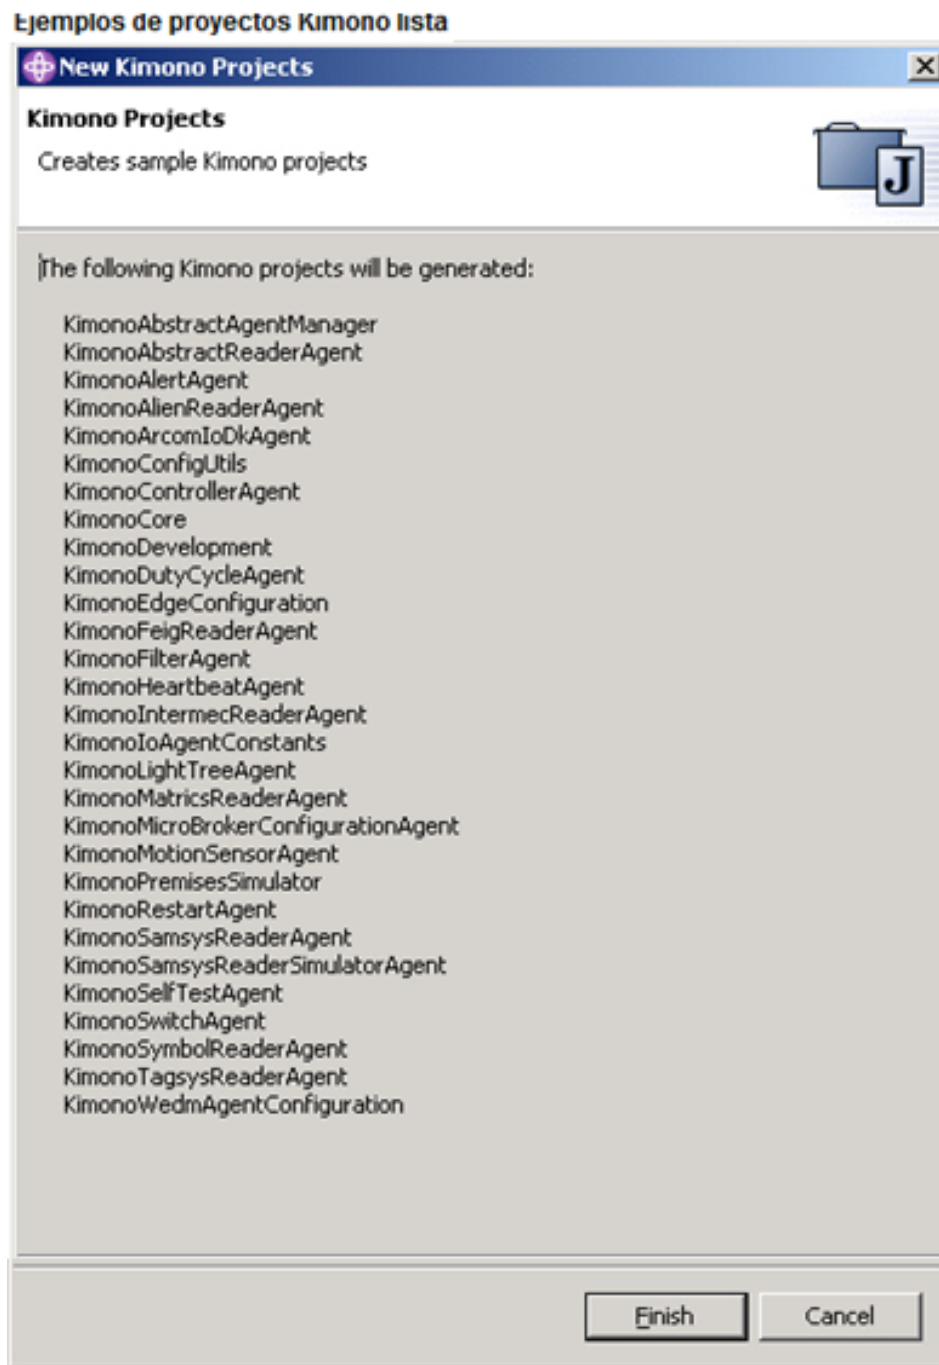 Ejemplos de proyectos Kimono lista
New Kimono Projects
Kimono Projects
Creates sample Kimono projects
J
The following Kimono projects will be generated:
KimonoAbstractAgentManager
KimonoAbstractReaderAgent
KimonoAlertAgent
KimonoAlienReaderAgent
KimonoArcomIoDkAgent
KimonoConfigUtils
KimonoControllerAgent
KimonoCore
KimonoDevelopment
KimonoDutyCycleAgent
KimonoEdgeConfiguration
KimonoFeigReaderAgent
KimonoFilterAgent
KimonoHeartbeatAgent
KimonoIntermecReaderAgent
KimonoIoAgentConstants
KimonoLightTreeAgent
KimonoMatricsReaderAgent
KimonoMicroBrokerConfigurationAgent
KimonoMotionSensorAgent
KimonoPremisesSimulator
KimonoRestartAgent
KimonoSamsysReaderAgent
KimonoSamsysReaderSimulatorAgent
KimonoSelfTestAgent
KimonoSwitchAgent
KimonoSymbolReaderAgent
KimonoTagsysReaderAgent
KimonoWedmAgentConfiguration
Finish Cancel